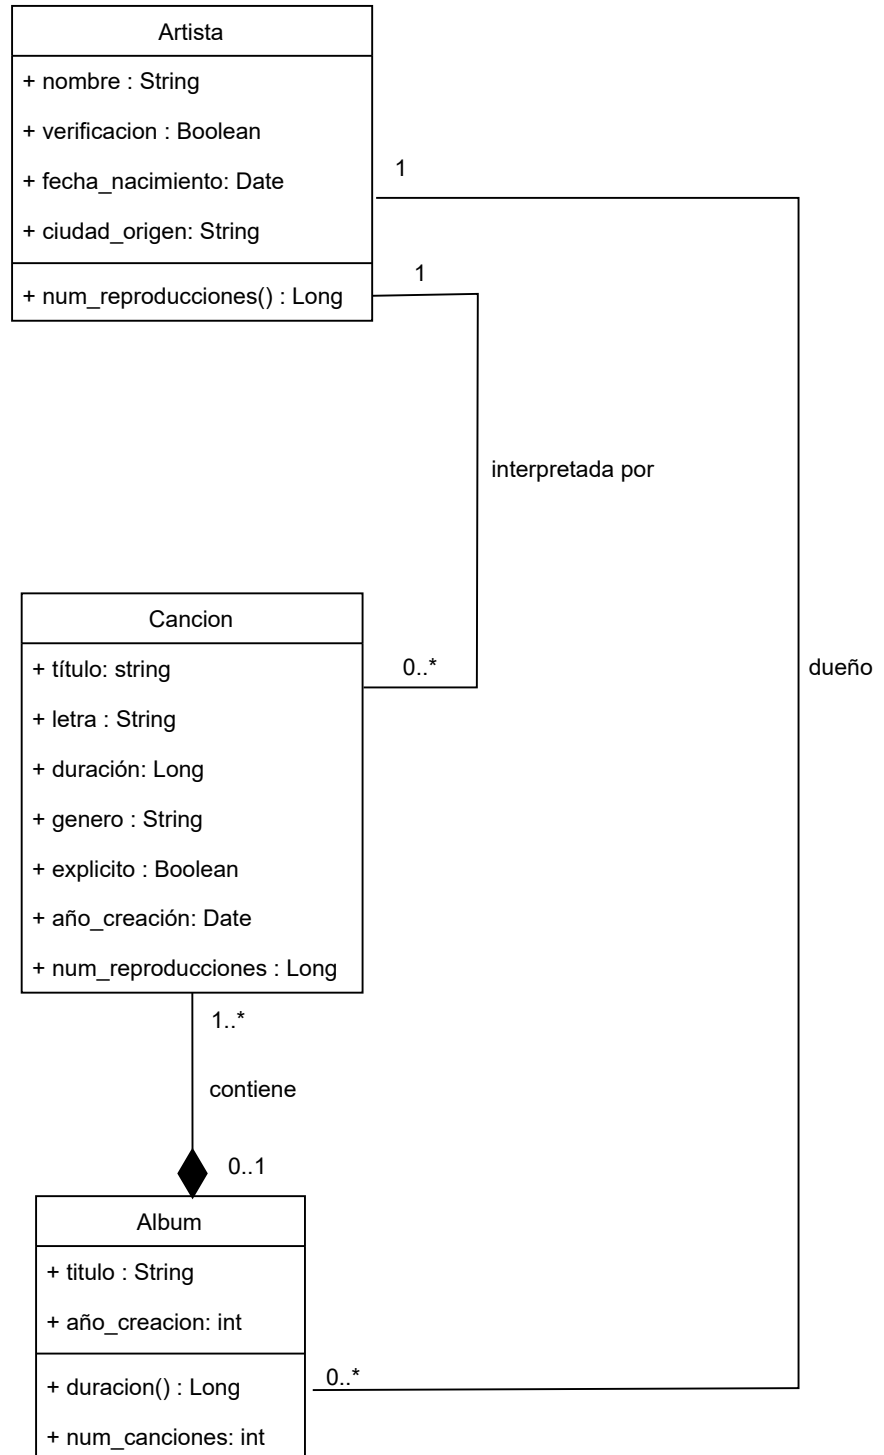 Artista
+ nombre : String
+ verificacion : Boolean
+ fecha_nacimiento: Date
+ ciudad_origen: String
+ num_reproducciones() : Long
1
1
interpretada por
dueño
Cancion
+ título: string
+ letra : String
+ duración: Long
+ genero : String
+ explicito : Boolean
+ año_creación: Date
+ num_reproducciones : Long
0..*
1..*
contiene
0..1
Album
+ titulo : String
+ año_creacion: int
+ duracion() : Long
+ num_canciones: int
0..*